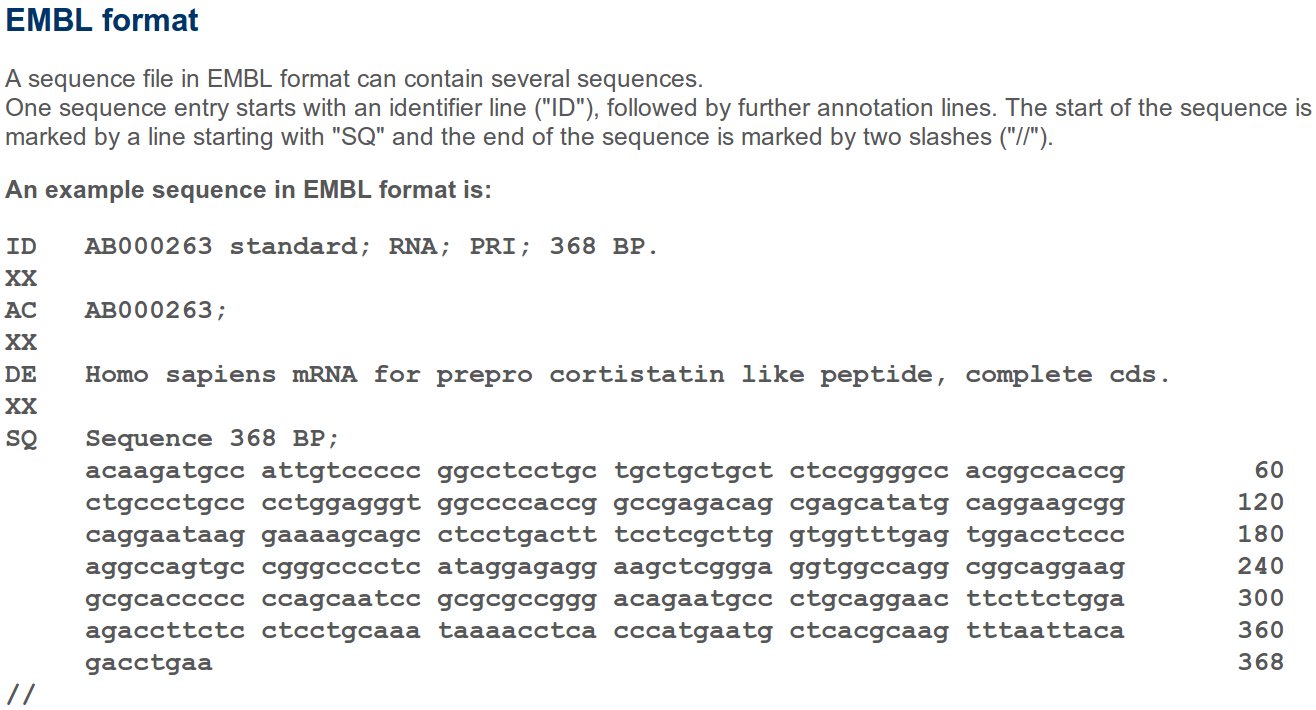 EMBL format
A sequence file in EMBL format can contain several sequences.
One sequence entry starts with an identifier line ("ID"), followed by further annotation lines. The start of the sequence is
marked by a line starting with "SQ" and the end of the sequence is marked by two slashes ("//").
An example sequence in EMBL format is:
ID   AB000263 standard; RNA; PRI; 368 BP.
XX
AC   AB000263;
XX
DE   Homo sapiens mRNA for prepro cortistatin like peptide, complete cds.
XX
SQ   Sequence 368 BP;
     acaagatgcc attgtccccc ggcctcctgc tgctgctgct ctccggggcc acggccaccg        60
     ctgccctgcc cctggagggt ggccccaccg gccgagacag cgagcatatg caggaagcgg       120
     caggaataag gaaaagcagc ctcctgactt tcctcgcttg gtggtttgag tggacctccc       180
     aggccagtgc cgggcccctc ataggagagg aagctcggga ggtggccagg cggcaggaag       240
     gcgcaccccc ccagcaatcc gcgcgccggg acagaatgcc ctgcaggaac ttcttctgga       300
     agaccttctc ctcctgcaaa taaaacctca cccatgaatg ctcacgcaag tttaattaca       360
     gacctgaa                                                                368
//